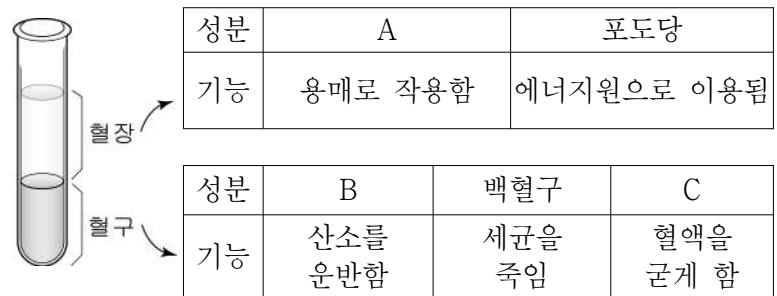 성분 A 포도당
기능 용매로 작용함 에너지원으로 이용됨
혈장
성분 B 백혈구 C
혈구
기능 산소를 운반함 세균을 죽임 혈액을 굳게 함